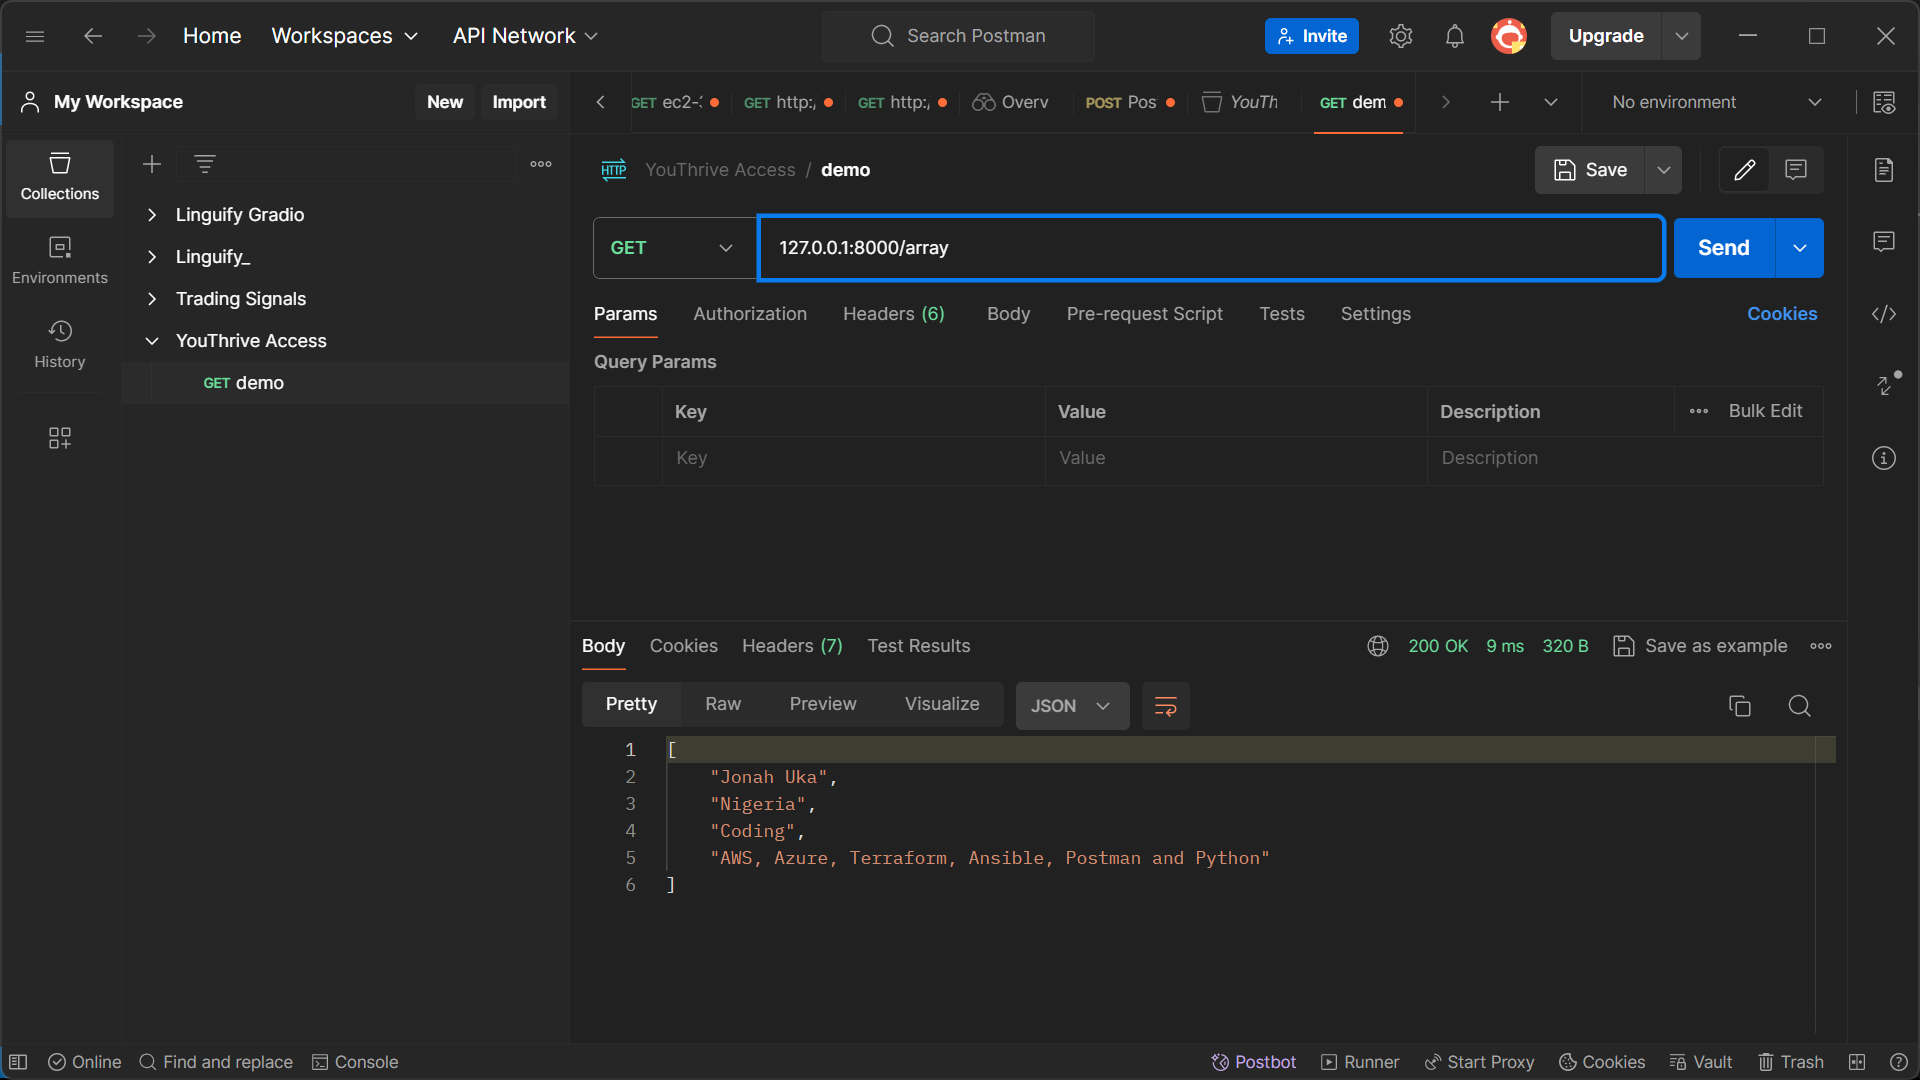 Home Workspaces API Network Search Postman Invite Upgrade
My Workspace New Import GET ec2- GET http:/ GET http:/ Overv POST Pos YouTh GET dem No environment
Collections
Environments
History
Linguify Gradio
Linguify_
Trading Signals
YouThrive Access
GET demo
HTTP YouThrive Access / demo Save
GET 127.0.0.1:8000/array Send
Params Authorization Headers (6) Body Pre-request Script Tests Settings Cookies
Query Params
Key Value Description Bulk Edit
Key Value Description
Body Cookies Headers (7) Test Results 200 OK 9 ms 320 B Save as example
Pretty Raw Preview Visualize JSON
1 [
2 "Jonah Uka",
3 "Nigeria",
4 "Coding",
5 "AWS, Azure, Terraform, Ansible, Postman and Python"
6 ]
Online Find and replace Console Postbot Runner Start Proxy Cookies Vault Trash